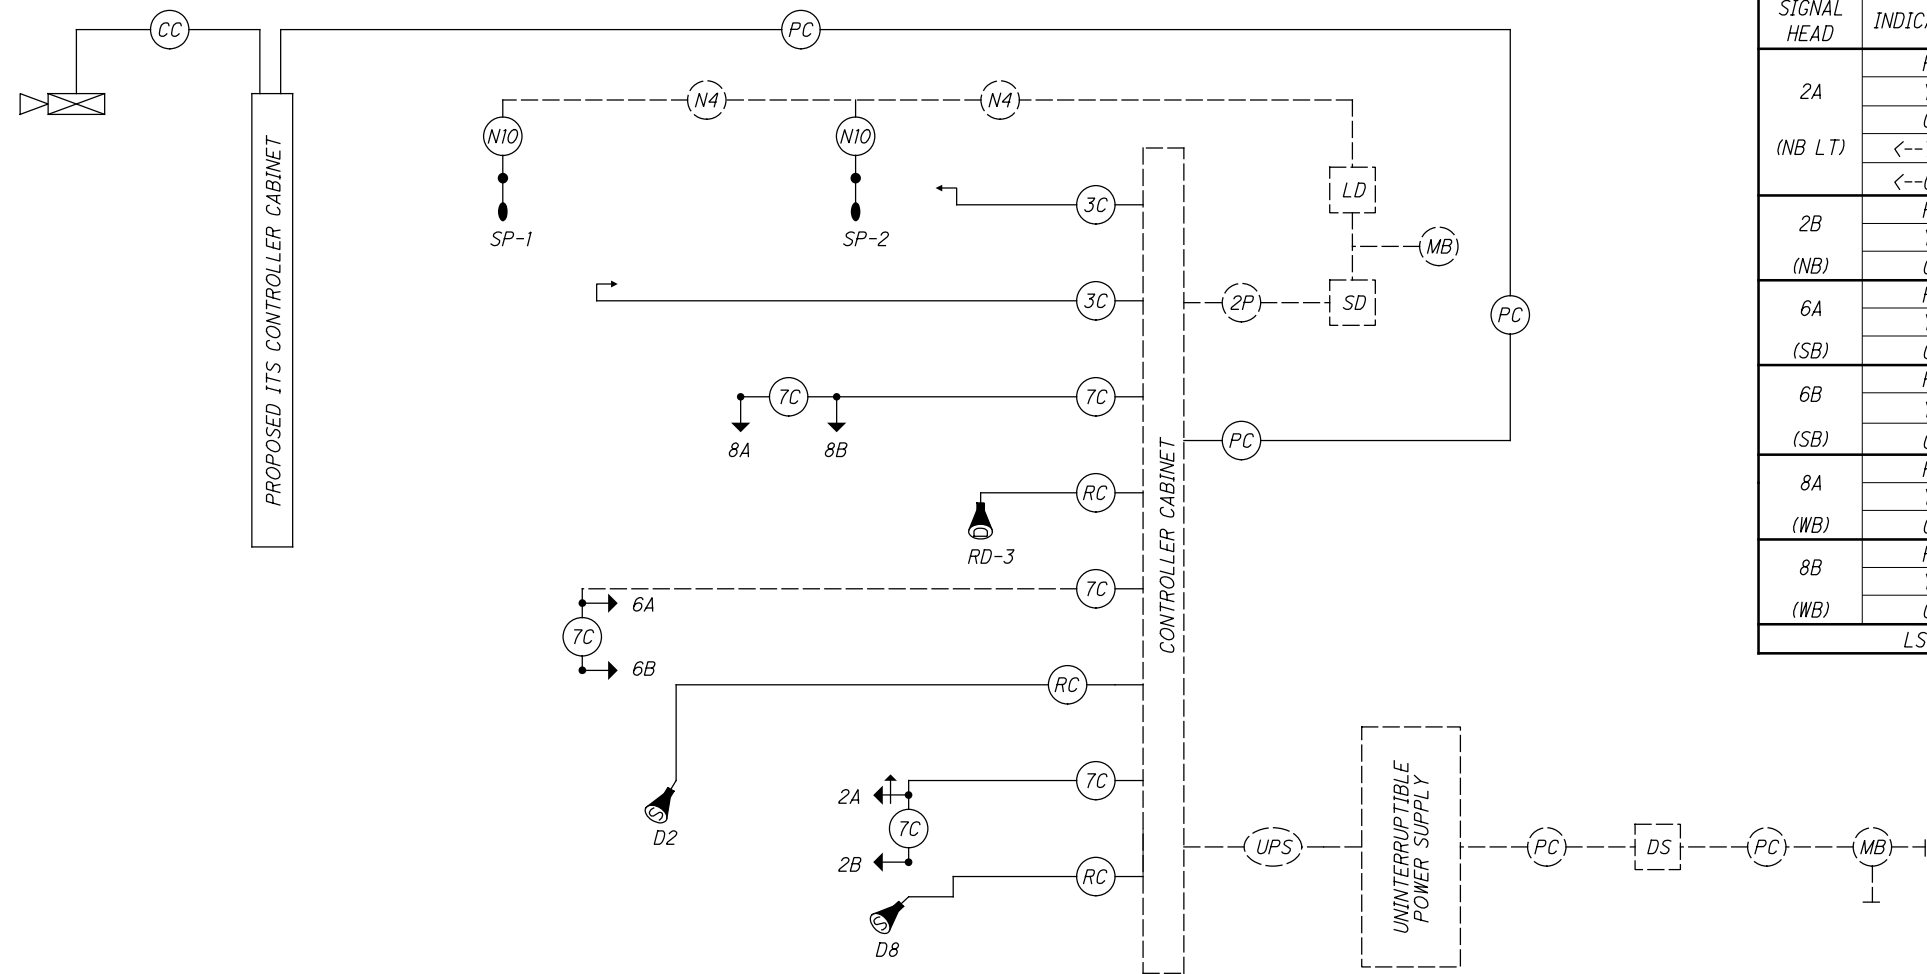 CC
PC
PROPOSED ITS CONTROLLER CABINET
N4
N4
N10
N10
SP-1
SP-2
3C
LD
MB
3C
2P
SD
PC
7C
7C
8A
8B
PC
CONTROLLER CABINET
RC
RD-3
7C
6A
7C
6B
RC
S
D2
7C
2A
7C
2B
RC
S
D8
UPS
UNINTERRUPTIBLE
POWER SUPPLY
PC
DS
PC
MB
SIGNAL
HEAD
2A
(NB LT)
<--
<--
2B
(NB)
6A
(SB)
6B
(SB)
8A
(WB)
8B
(WB)
LS